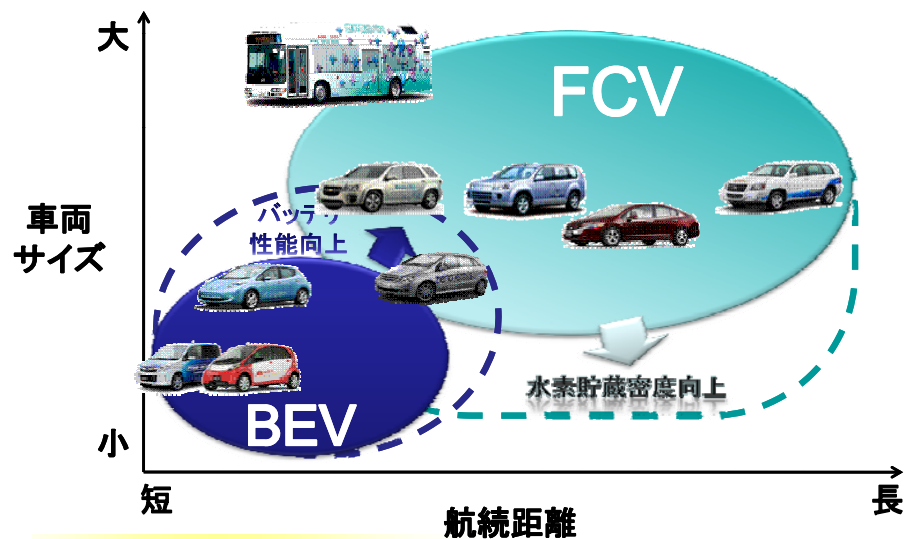 大
FCV
車両
サイズ
バッテリ
性能向上
水素貯蔵密度向上
BEV
小
短
長
航続距離